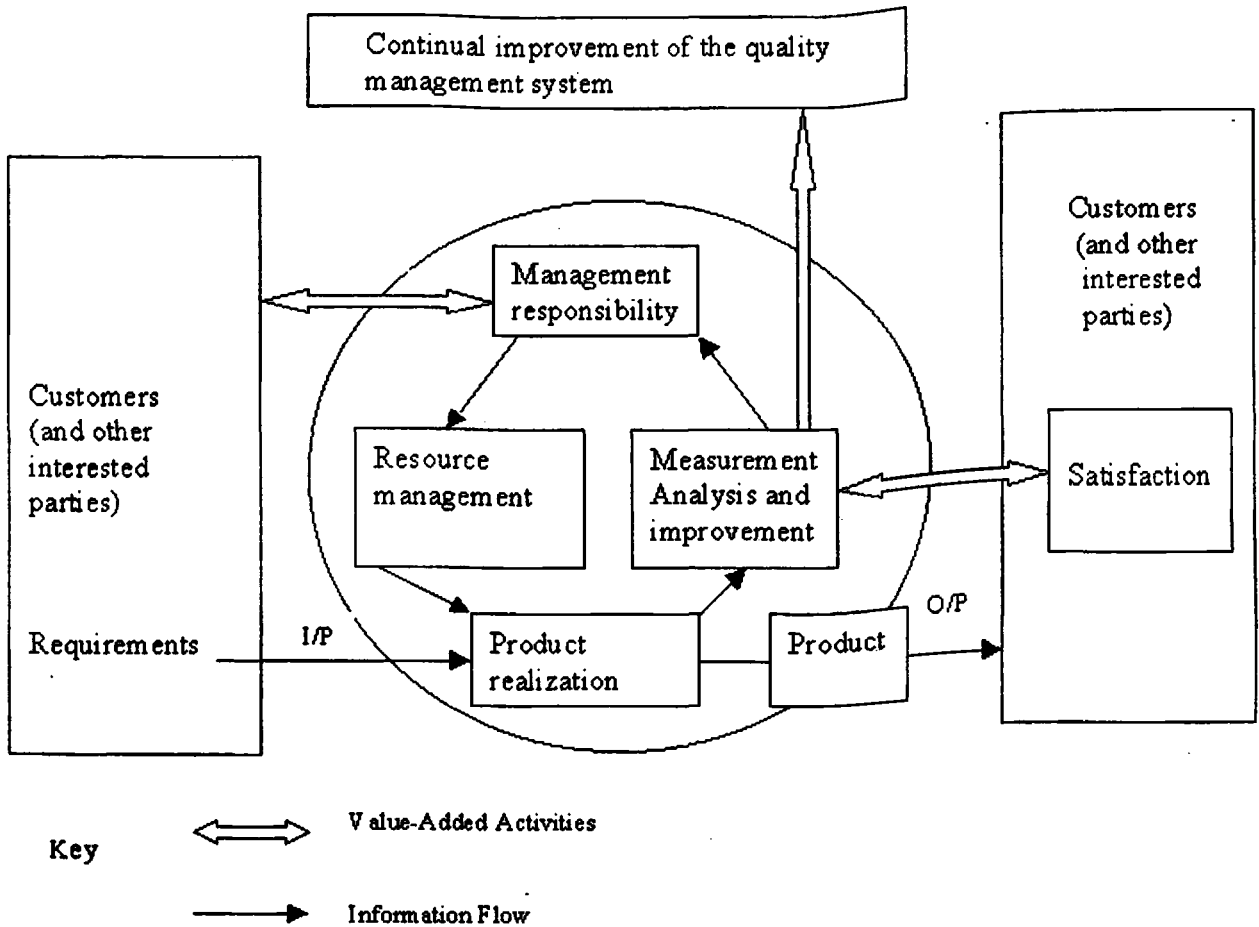 Continual improvement of the quality
management system
Customers
(and other
interested
parties)
Management
responsibility
Customers
(and other
interested
parties)
Resource
management
Measurement
Analysis and
improvement
Satisfaction
Requirements
I/P
Product
realization
Product
O/P
Key
Value-Added Activities
Information Flow